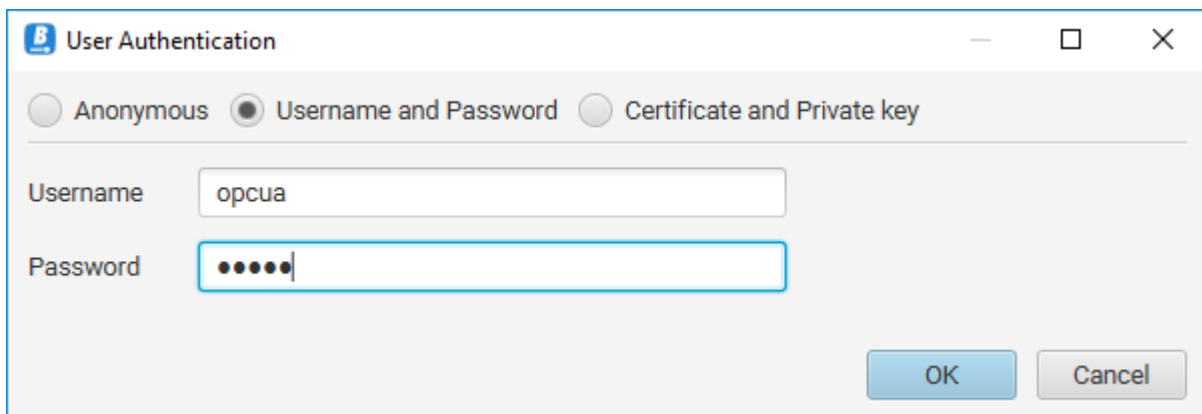 User Authentication
Anonymous Username and Password Certificate and Private key
Username opcua
Password •••••
OK Cancel